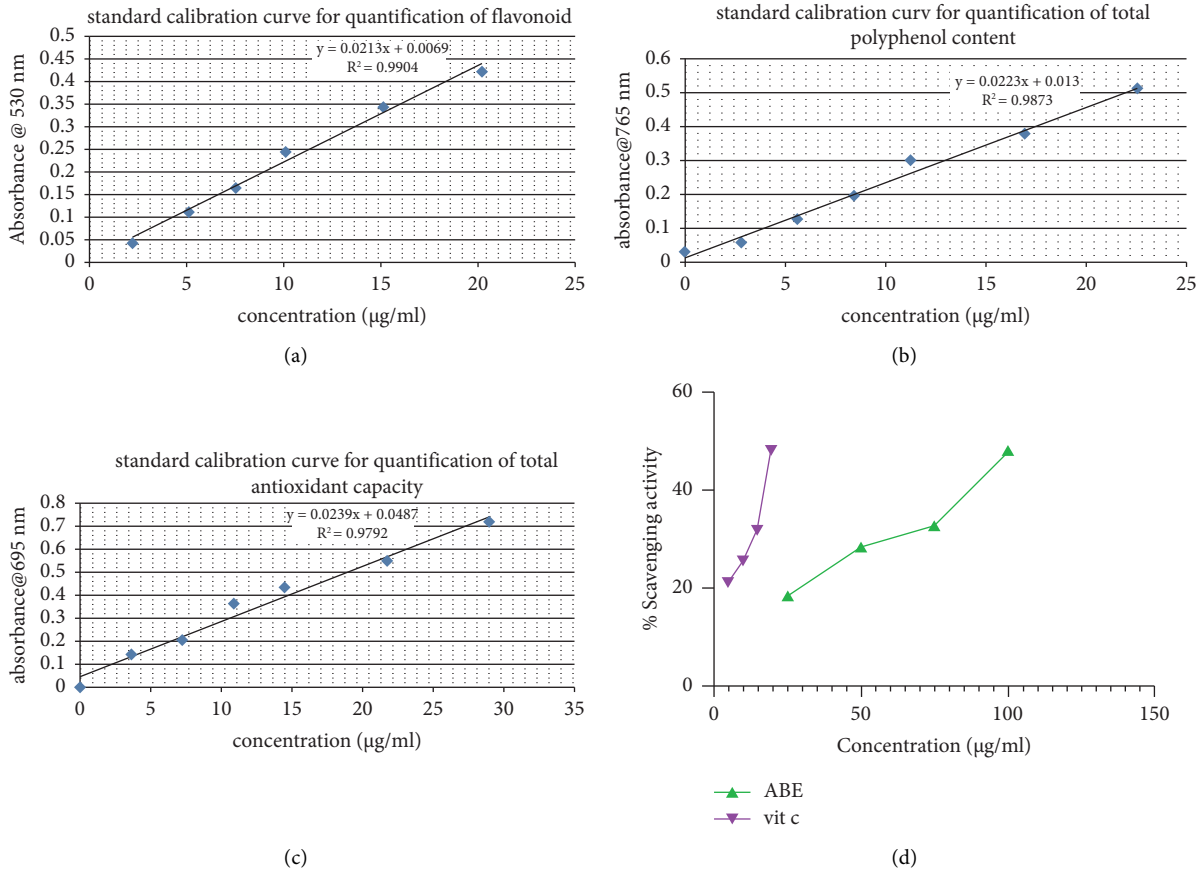 standard calibration curve for quantification of flavonoid
0.5
0.45
0.4
0.35
0.3
0.25
0.2
0.15
0.1
0.05
0
Absorbance @ 530 nm
y = 0.0213x + 0.0069
R² = 0.9904
0 5 10 15 20 25
concentration (µg/ml)
(a)
standard calibration curv for quantification of total
polyphenol content
0.6
0.5
0.4
0.3
0.2
0.1
0
absorbance@765 nm
y = 0.0223x + 0.013
R² = 0.9873
0 5 10 15 20 25
concentration (µg/ml)
(b)
standard calibration curve for quantification of total
antioxidant capacity
0.8
0.7
0.6
0.5
0.4
0.3
0.2
0.1
0
absorbance@695 nm
y = 0.0239x + 0.0487
R² = 0.9792
0 5 10 15 20 25 30 35
concentration (µg/ml)
(c)
60
40
20
0
% Scavenging activity
0 50 100 150
Concentration (µg/ml)
ABE
vit c
(d)